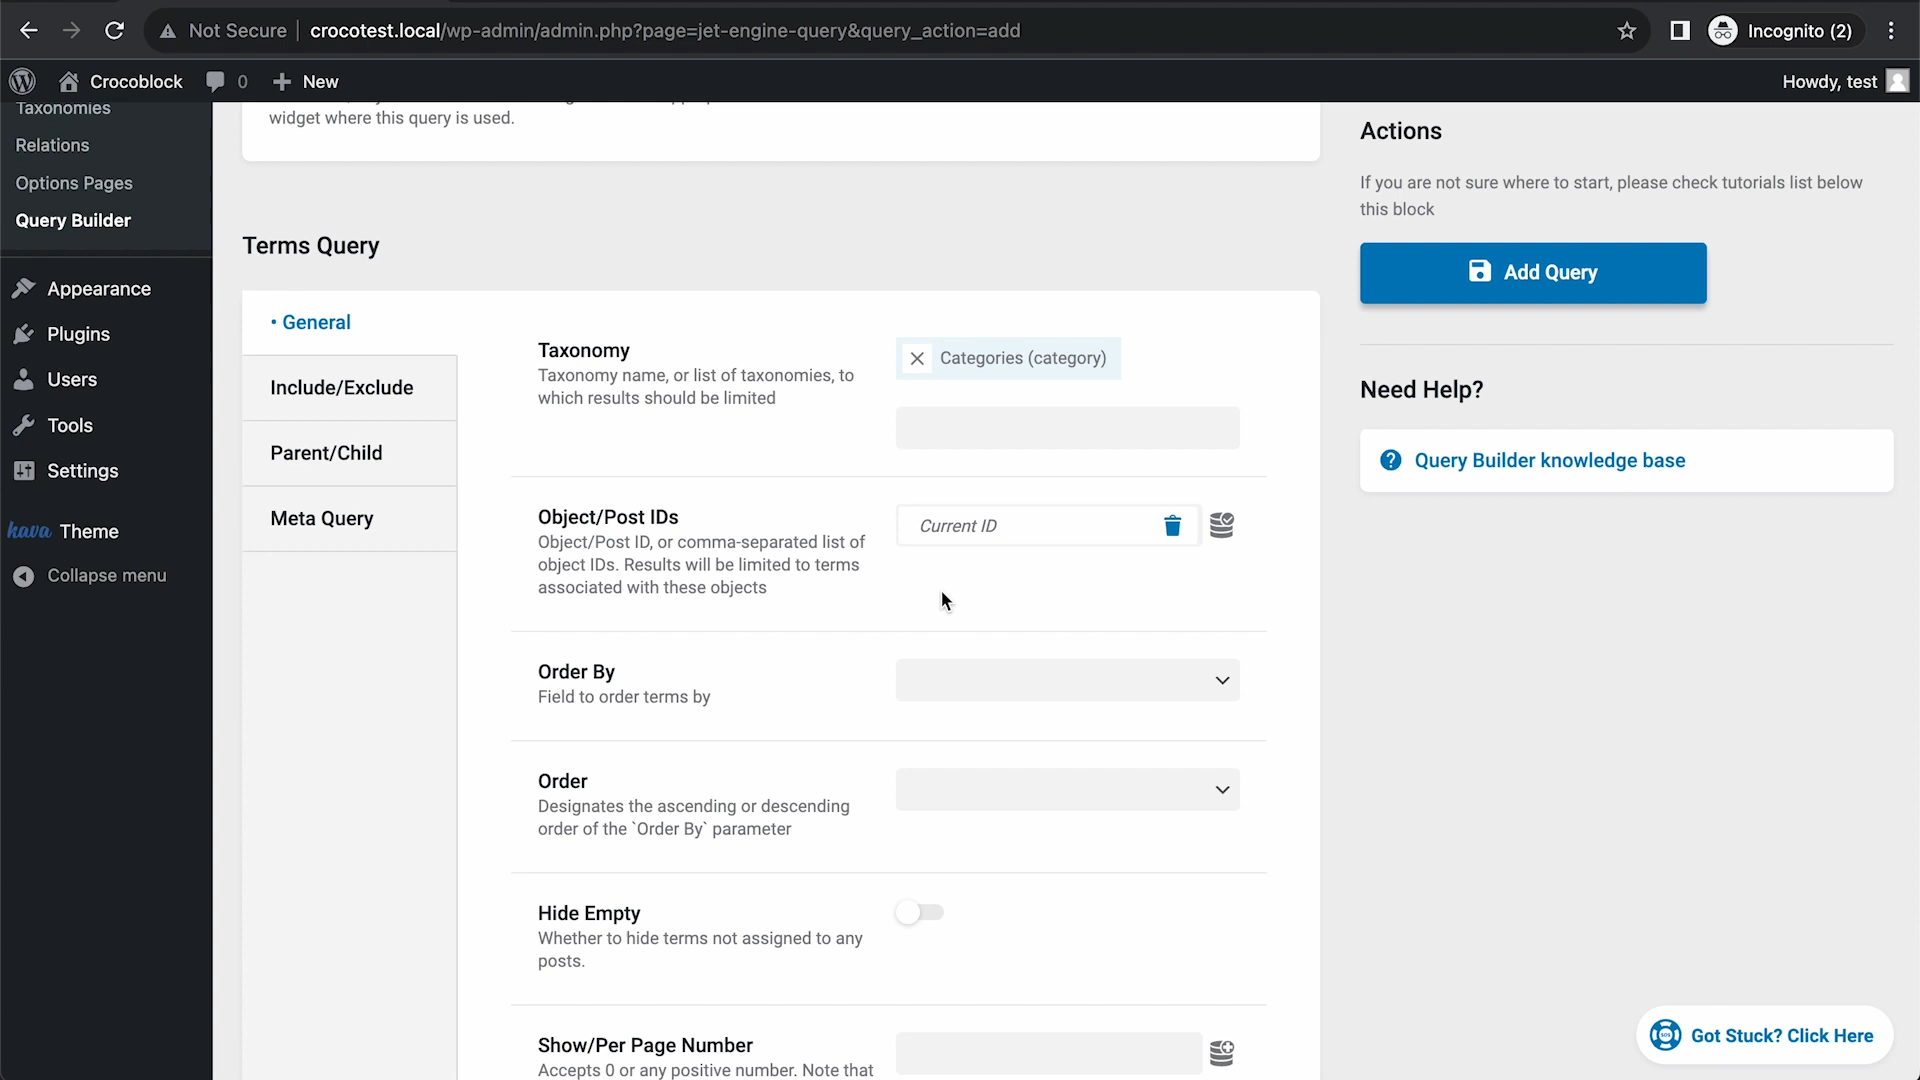 Not Secure
crocotest.local/wp-admin/admin.php?page=jet-engine-query&query_action=add
Incognito (2)
Crocoblock
0
New
Howdy, test
Taxonomies
Relations
Options Pages
Query Builder
Appearance
Plugins
Users
Tools
Settings
kava Theme
Collapse menu
widget where this query is used.
Terms Query
• General
Include/Exclude
Parent/Child
Meta Query
Taxonomy
Taxonomy name, or list of taxonomies, to
which results should be limited
Categories (category)
Object/Post IDs
Object/Post ID, or comma-separated list of
object IDs. Results will be limited to terms
associated with these objects
Current ID
Order By
Field to order terms by
Order
Designates the ascending or descending
order of the `Order By` parameter
Hide Empty
Whether to hide terms not assigned to any
posts.
Show/Per Page Number
Accepts 0 or any positive number. Note that
Actions
If you are not sure where to start, please check tutorials list below
this block
Add Query
Need Help?
Query Builder knowledge base
Got Stuck? Click Here